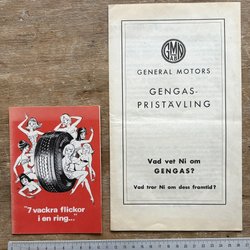 "7 vackra flickor
i en ring..."
GMN
GENERAL MOTORS
GENGAS-
PRISTÄVLING
Vad vet Ni om
GENGAS?
Vad tror Ni om dess framtid?